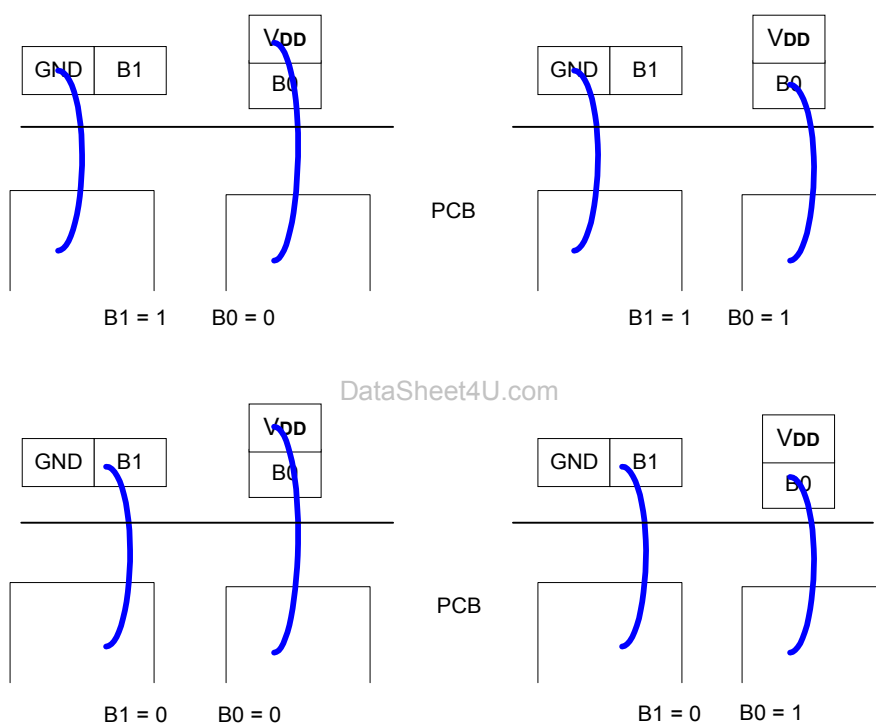 VDD VDD
GND B1 GND B1
B0 B0
PCB
B1 = 1 B0 = 0 B1 = 1 B0 = 1
DataSheet4U.com
VDD VDD
GND B1 GND B1
B0 B0
PCB
B1 = 0 B0 = 0 B1 = 0 B0 = 1